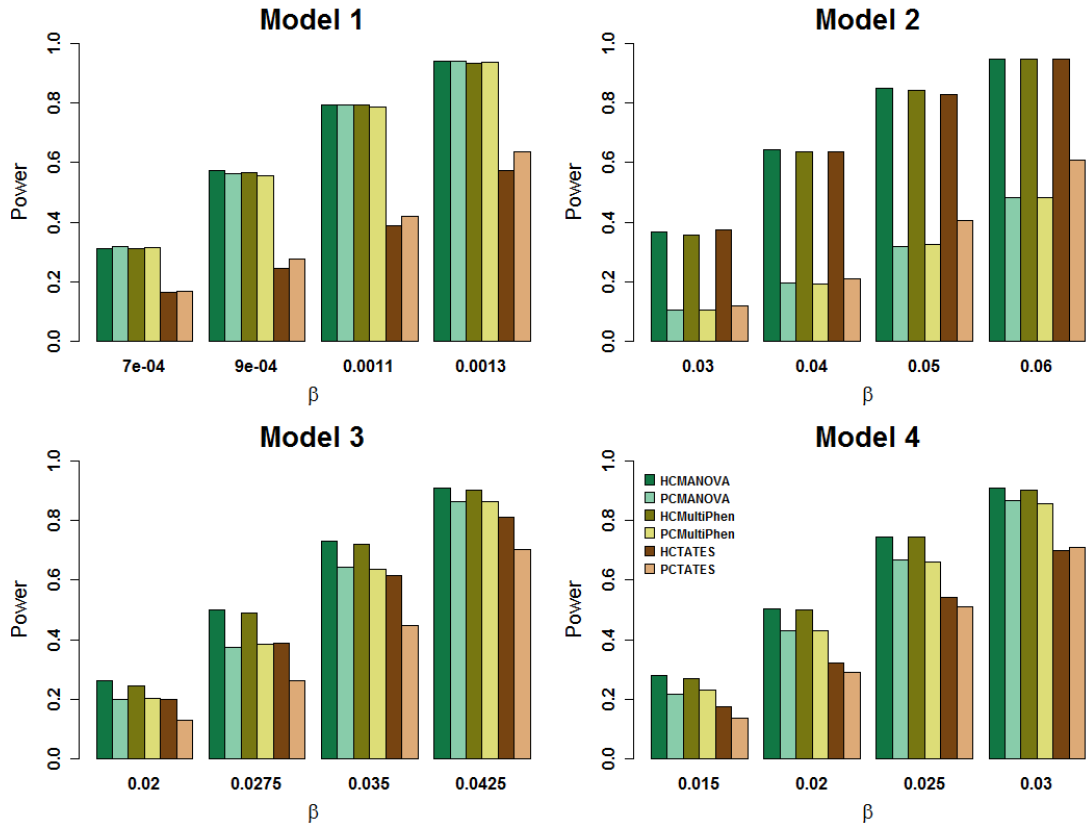 Model 1
Power
0.0 0.2 0.4 0.6 0.8 1.0
7e-04 9e-04 0.0011 0.0013
β
Model 2
Power
0.0 0.2 0.4 0.6 0.8 1.0
0.03 0.04 0.05 0.06
β
Model 3
Power
0.0 0.2 0.4 0.6 0.8 1.0
0.02 0.0275 0.035 0.0425
β
Model 4
Power
0.0 0.2 0.4 0.6 0.8 1.0
HCMANOVA
PCMANOVA
HCMultiPhen
PCMultiPhen
HCTATES
PCTATES
0.015 0.02 0.025 0.03
β